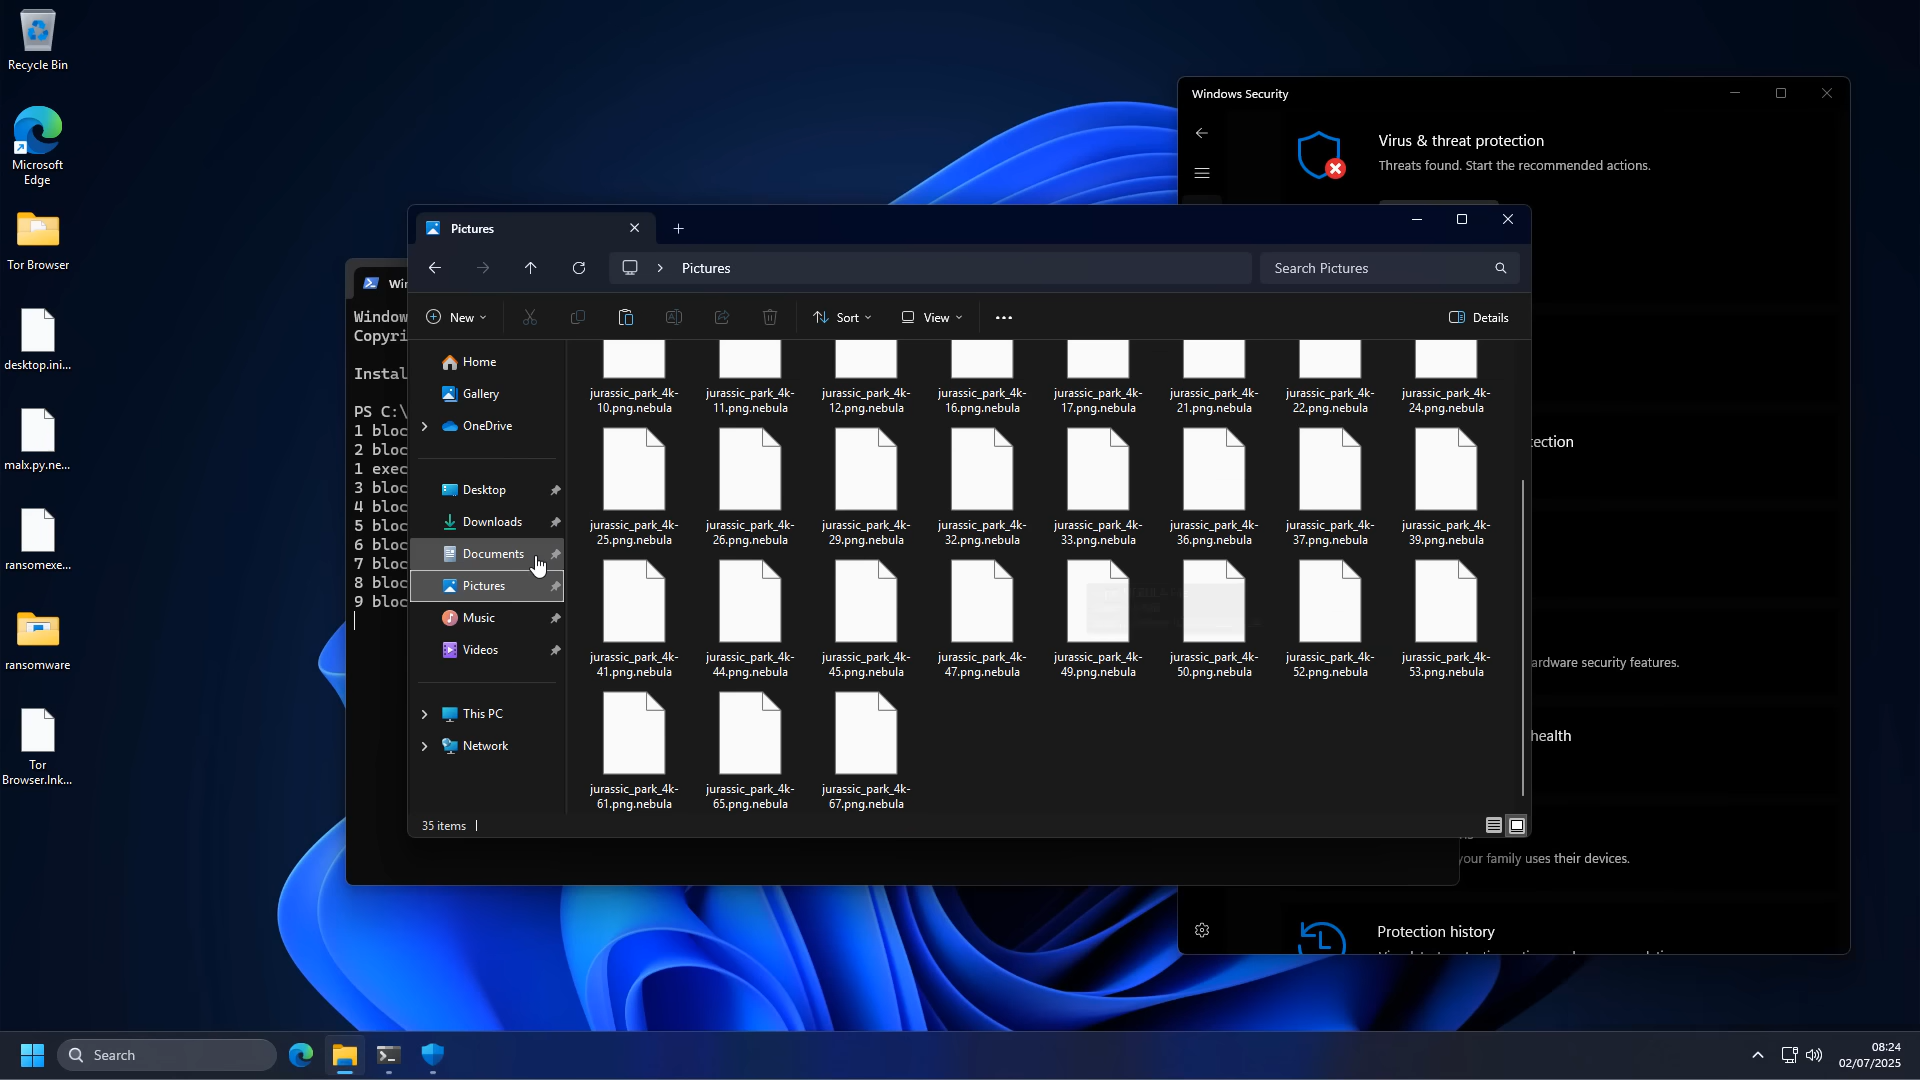 Recycle Bin
Microsoft
Edge
Tor Browser
desktop.ini...
malx.py.ne...
ransomexe...
ransomware
Tor
Browser.lnk...
Windows Security
Virus & threat protection
Threats found. Start the recommended actions.
ection
ardware security features.
health
your family uses their devices.
Protection history
Win
Window
Copyri
Instal
PS C:\
1 bloc
2 bloc
1 exec
3 bloc
4 bloc
5 bloc
6 bloc
7 bloc
8 bloc
9 bloc
Pictures
Pictures
Search Pictures
New
Sort
View
Details
Home
Gallery
OneDrive
Desktop
Downloads
Documents
Pictures
Music
Videos
This PC
Network
jurassic_park_4k-
10.png.nebula
jurassic_park_4k-
11.png.nebula
jurassic_park_4k-
12.png.nebula
jurassic_park_4k-
16.png.nebula
jurassic_park_4k-
17.png.nebula
jurassic_park_4k-
21.png.nebula
jurassic_park_4k-
22.png.nebula
jurassic_park_4k-
24.png.nebula
jurassic_park_4k-
25.png.nebula
jurassic_park_4k-
26.png.nebula
jurassic_park_4k-
29.png.nebula
jurassic_park_4k-
32.png.nebula
jurassic_park_4k-
33.png.nebula
jurassic_park_4k-
36.png.nebula
jurassic_park_4k-
37.png.nebula
jurassic_park_4k-
39.png.nebula
jurassic_park_4k-
41.png.nebula
jurassic_park_4k-
44.png.nebula
jurassic_park_4k-
45.png.nebula
jurassic_park_4k-
47.png.nebula
jurassic_park_4k-
49.png.nebula
jurassic_park_4k-
50.png.nebula
jurassic_park_4k-
52.png.nebula
jurassic_park_4k-
53.png.nebula
jurassic_park_4k-
61.png.nebula
jurassic_park_4k-
65.png.nebula
jurassic_park_4k-
67.png.nebula
35 items
Search
08:24
02/07/2025